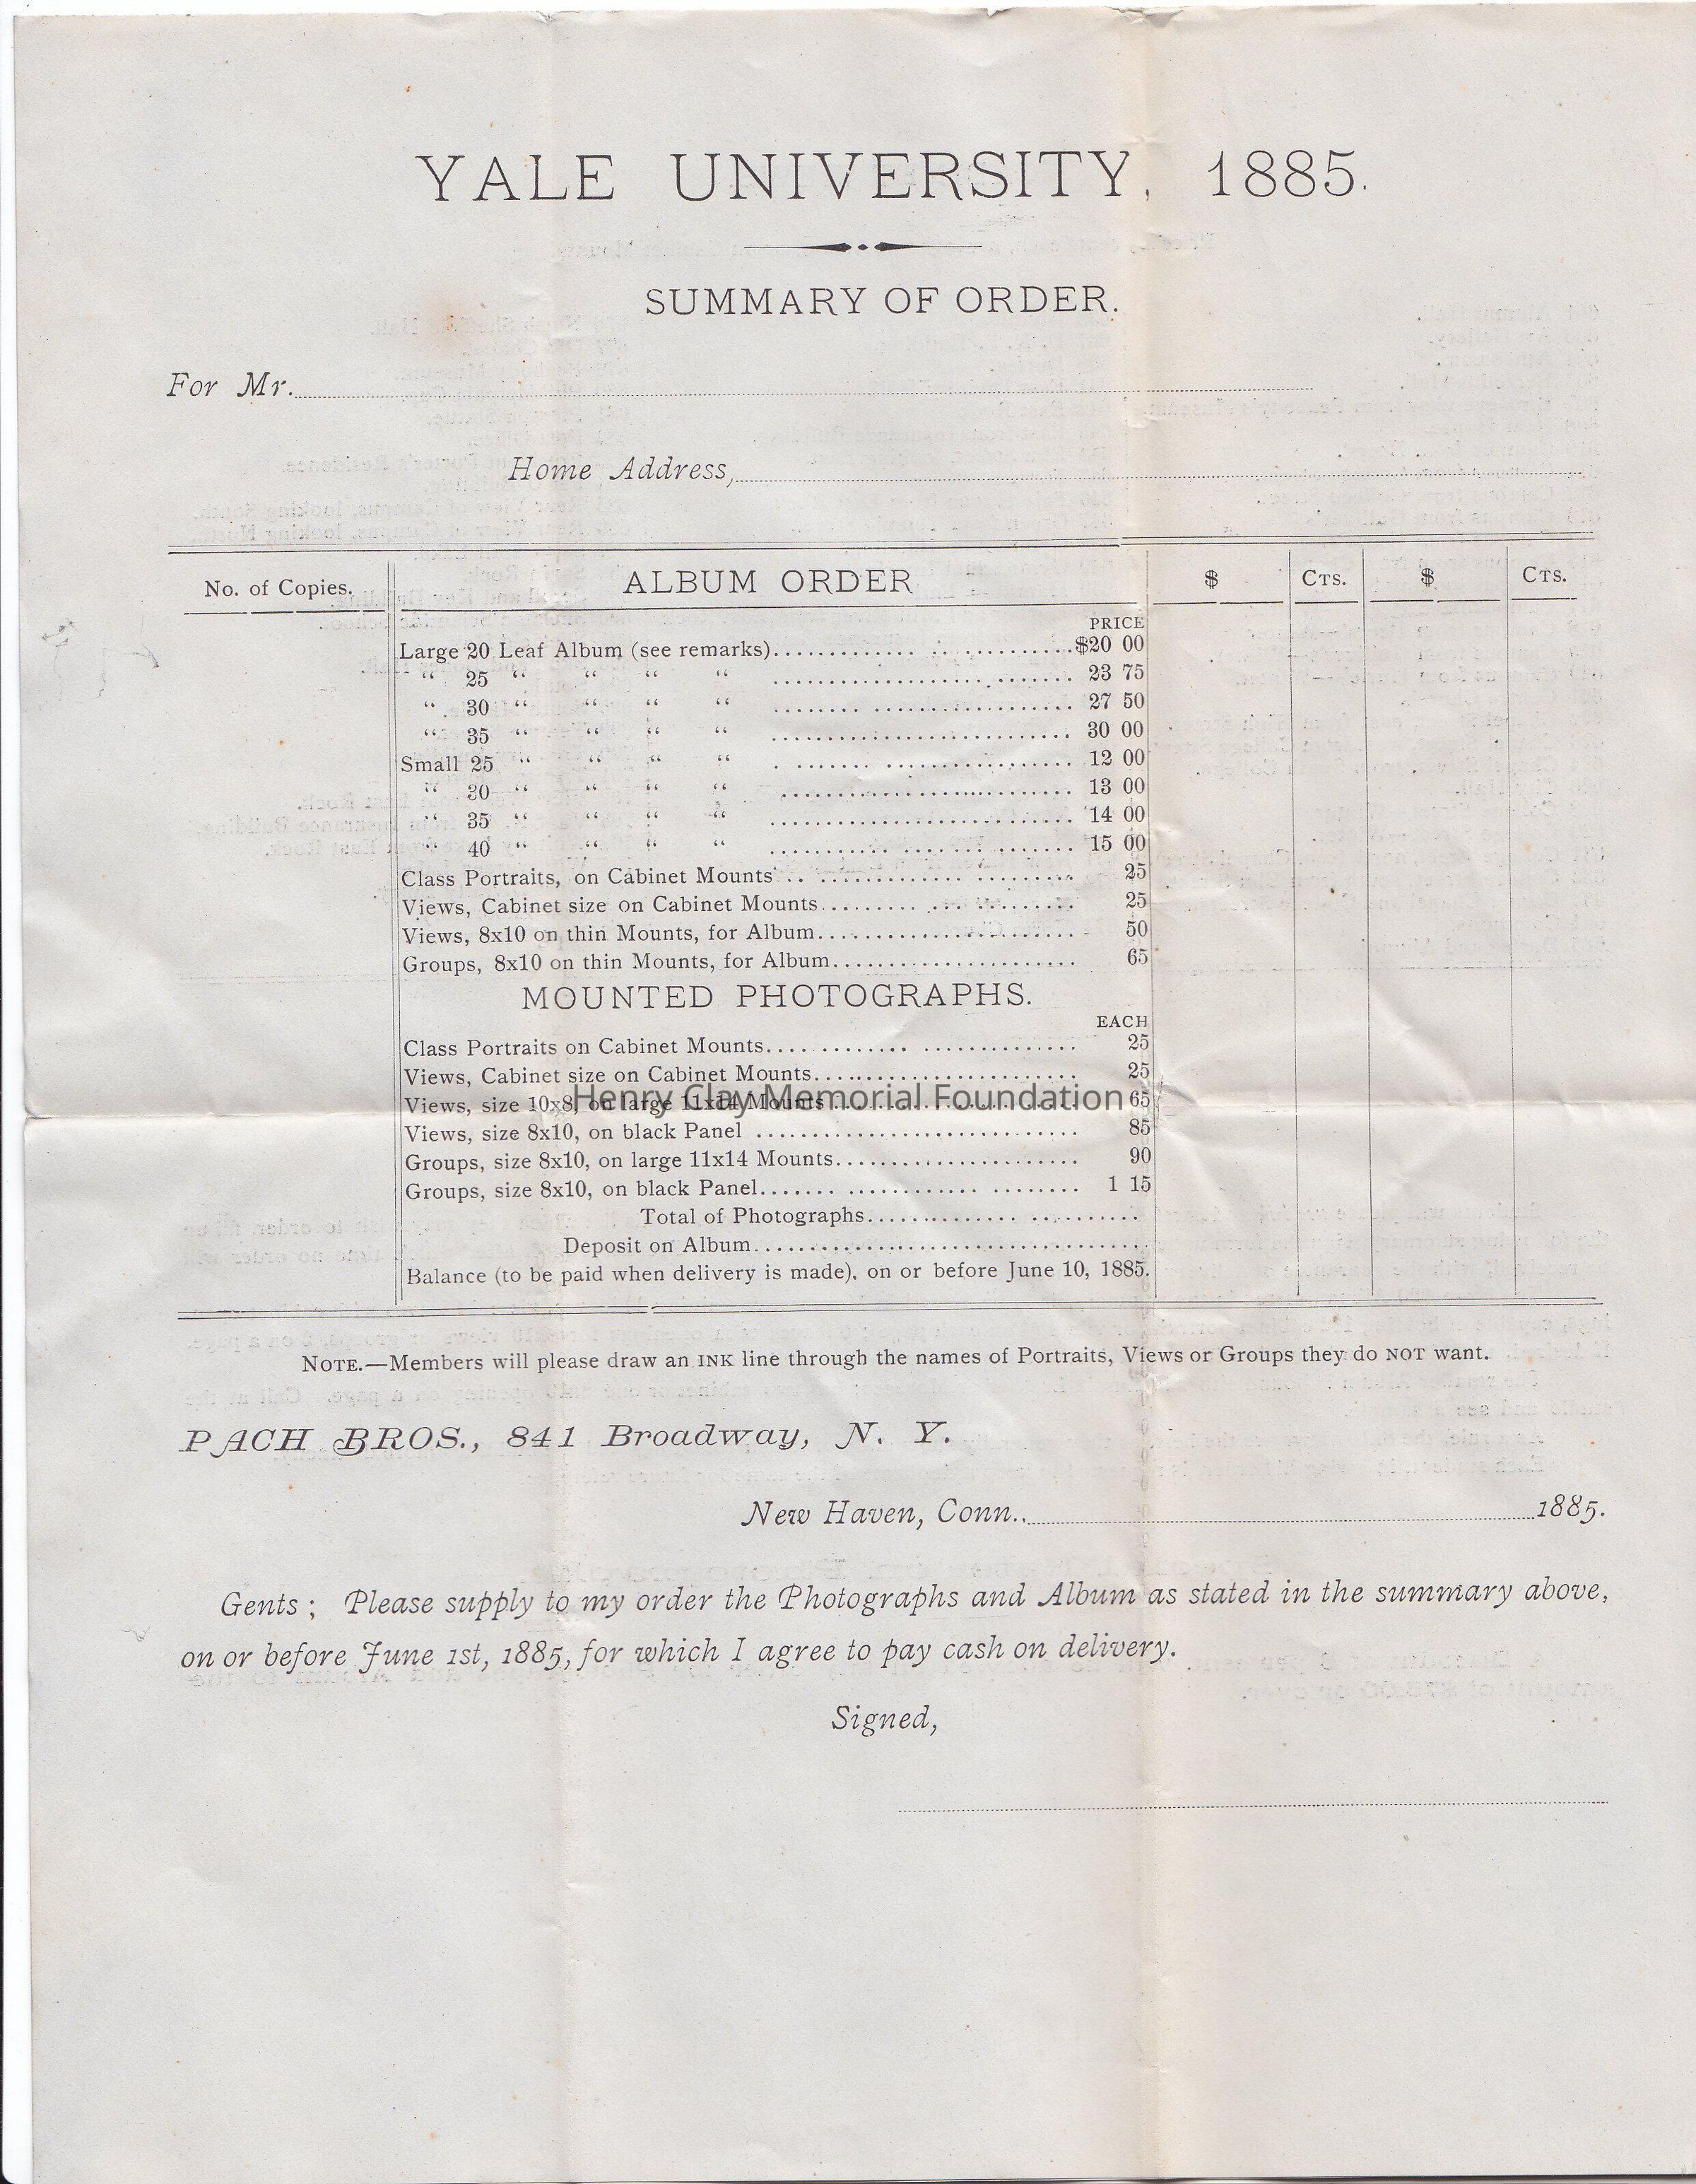 YALE UNIVERSITY, 1885.
SUMMARY OF ORDER.
For Mr.
Home Address,
No. of Copies. ALBUM ORDER $ CTS. $ CTS.
PRICE
Large 20 Leaf Album (see remarks) $20 00
“ 25 “ “ “ “ 23 75
“ 30 “ “ “ “ 27 50
“ 35 “ “ “ “ 30 00
Small 25 “ “ “ “ 12 00
“ 30 “ “ “ “ 13 00
“ 35 “ “ “ “ 14 00
“ 40 “ “ “ “ 15 00
Class Portraits, on Cabinet Mounts 25
Views, Cabinet size on Cabinet Mounts 25
Views, 8x10 on thin Mounts, for Album 50
Groups, 8x10 on thin Mounts, for Album 65
MOUNTED PHOTOGRAPHS.
EACH
Class Portraits on Cabinet Mounts 25
Views, Cabinet size on Cabinet Mounts 25
Views, size 10x8, on large 11x14 Mounts 65
Henry Clay Memorial Foundation
Views, size 8x10, on black Panel 85
Groups, size 8x10, on large 11x14 Mounts 90
Groups, size 8x10, on black Panel 1 15
Total of Photographs
Deposit on Album
Balance (to be paid when delivery is made), on or before June 10, 1885.
NOTE.—Members will please draw an INK line through the names of Portraits, Views or Groups they do NOT want.
PACH BROS., 841 Broadway, N. Y.
New Haven, Conn., 1885.
Gents ; Please supply to my order the Photographs and Album as stated in the summary above,
on or before June 1st, 1885, for which I agree to pay cash on delivery.
Signed,